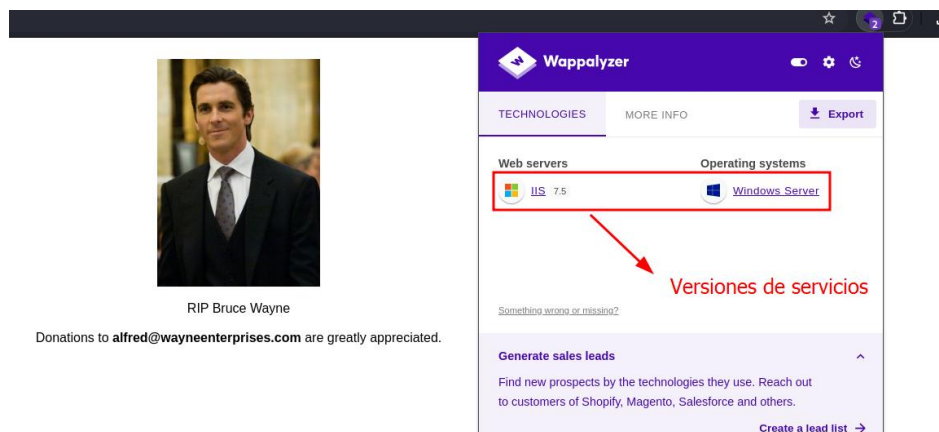 2
Wappalyzer
TECHNOLOGIES
MORE INFO
Export
Web servers
Operating systems
IIS 7.5
Windows Server
Versiones de servicios
RIP Bruce Wayne
Something wrong or missing?
Donations to alfred@wayneenterprises.com are greatly appreciated.
Generate sales leads
Find new prospects by the technologies they use. Reach out
to customers of Shopify, Magento, Salesforce and others.
Create a lead list →